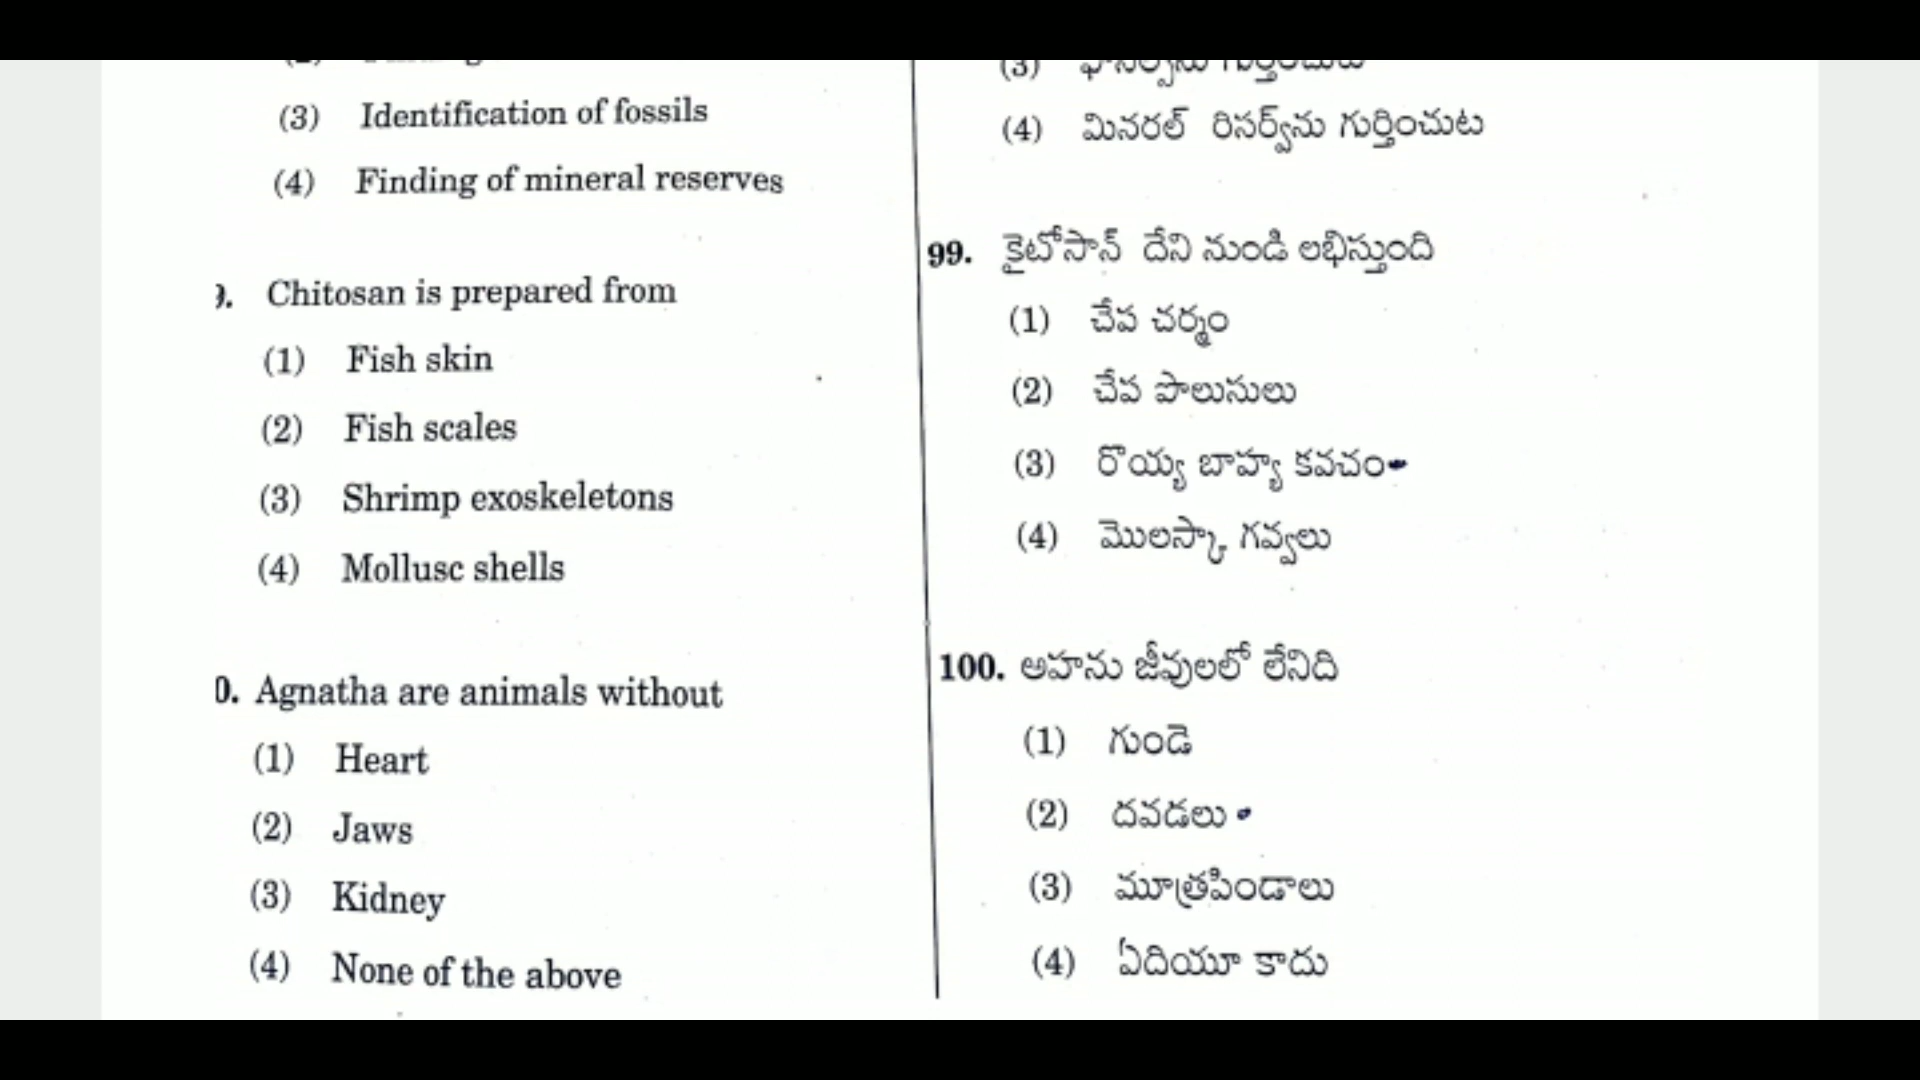 (3) Identification of fossils
(4) Finding of mineral reserves
9. Chitosan is prepared from
(1) Fish skin
(2) Fish scales
(3) Shrimp exoskeletons
(4) Mollusc shells
0. Agnatha are animals without
(1) Heart
(2) Jaws
(3) Kidney
(4) None of the above
(3) గుర్తించుట
(4) మినరల్ రిసర్వ్‌ను గుర్తించుట
99. కైటోసాన్ దేని నుండి లభిస్తుంది
(1) చేప చర్మం
(2) చేప పొలుసులు
(3) రొయ్య బాహ్య కవచం
(4) మొలస్కా గవ్వలు
100. అహను జీవులలో లేనిది
(1) గుండె
(2) దవడలు
(3) మూత్రపిండాలు
(4) ఏదియూ కాదు